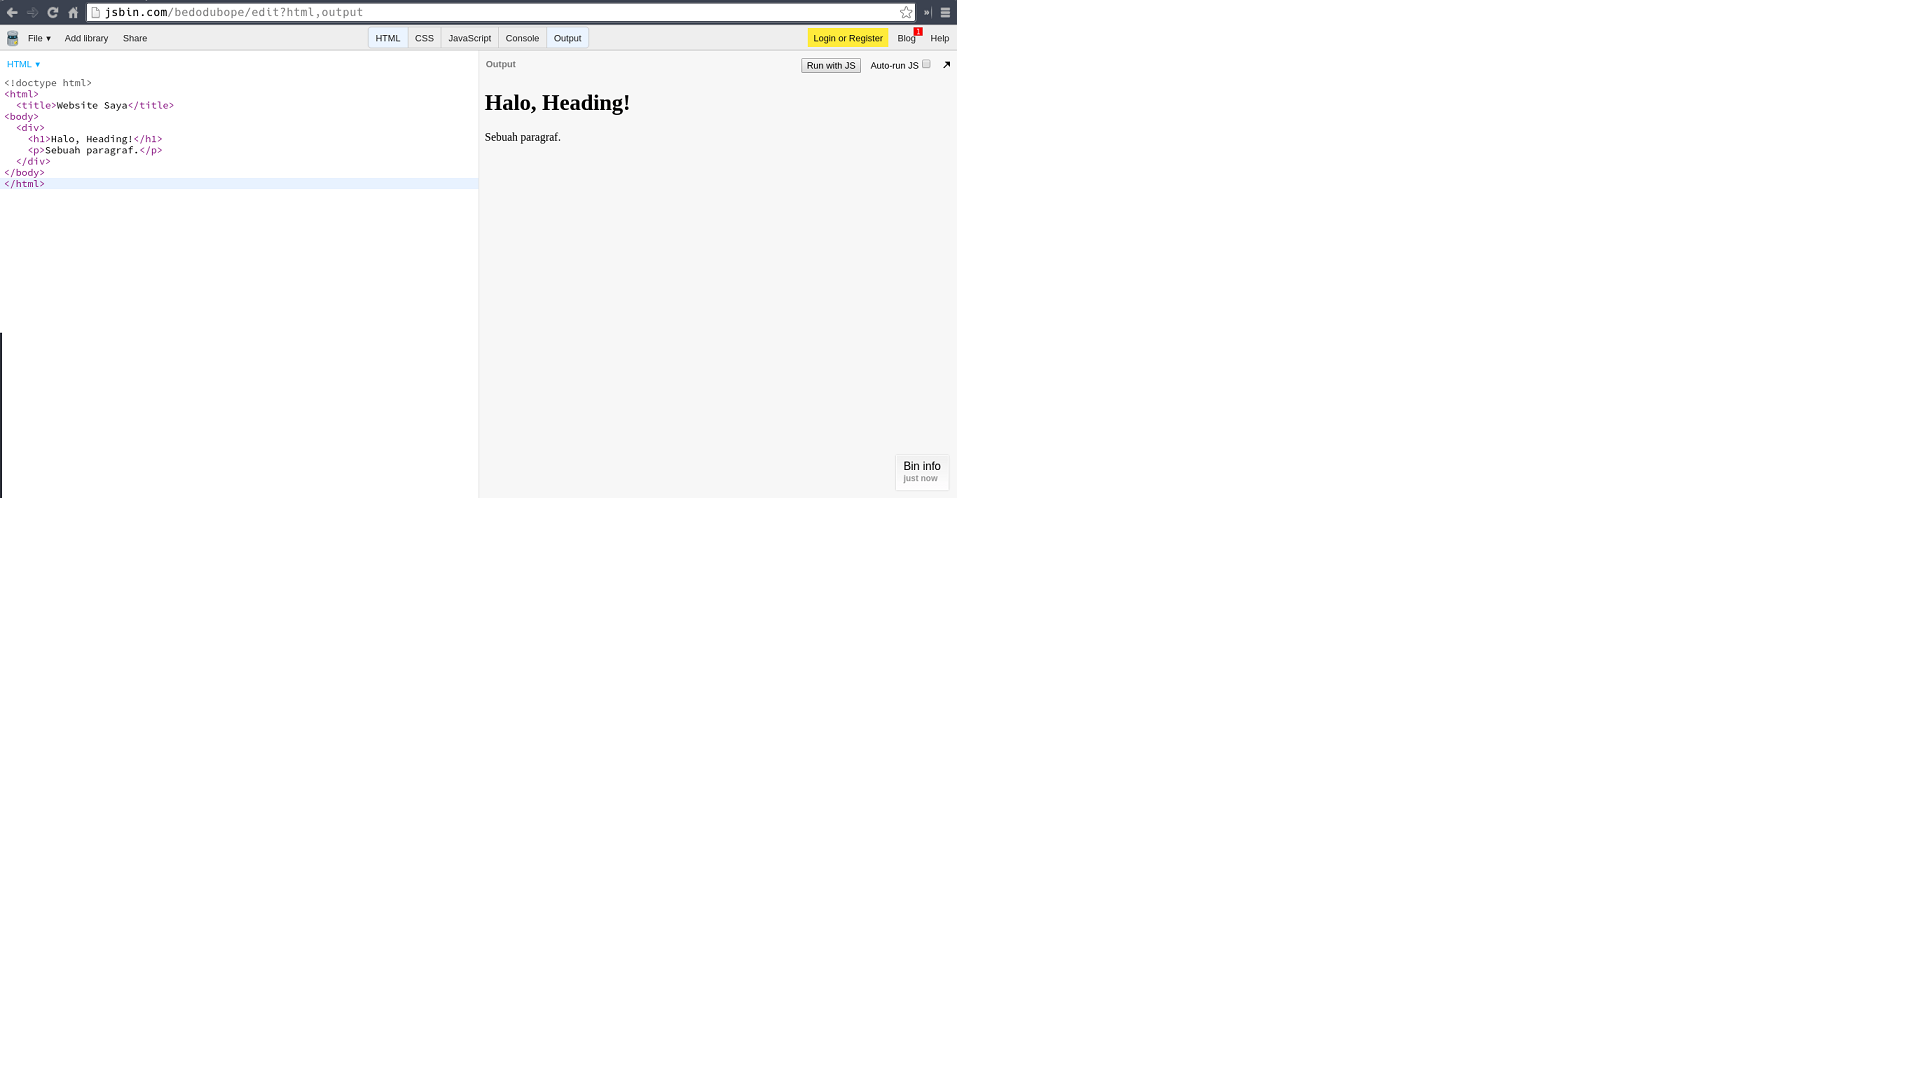 jsbin.com/bedodubope/edit?html,output
File ▾ Add library Share HTML CSS JavaScript Console Output Login or Register Blog 1 Help
HTML ▾
<!doctype html>
<html>
  <title>Website Saya</title>
<body>
  <div>
    <h1>Halo, Heading!</h1>
    <p>Sebuah paragraf.</p>
  </div>
</body>
</html>
Output Run with JS Auto-run JS
Halo, Heading!
Sebuah paragraf.
Bin info
just now